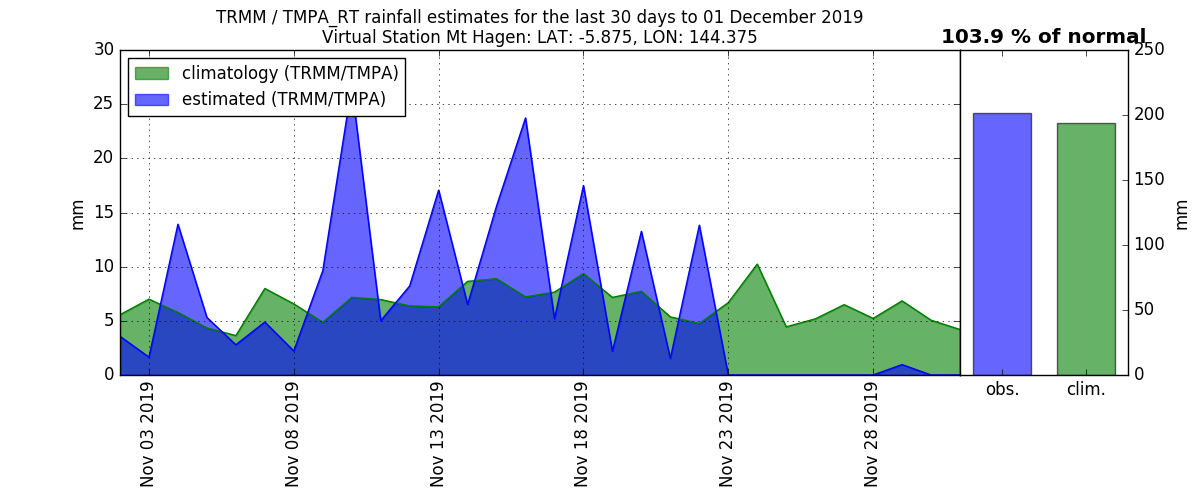 TRMM / TMPA_RT rainfall estimates for the last 30 days to 01 December 2019
Virtual Station Mt Hagen: LAT: -5.875, LON: 144.375
103.9 % of normal
climatology (TRMM/TMPA)
estimated (TRMM/TMPA)
30
25
20
15
10
5
0
mm
Nov 03 2019
Nov 08 2019
Nov 13 2019
Nov 18 2019
Nov 23 2019
Nov 28 2019
250
200
150
100
50
0
mm
obs.
clim.